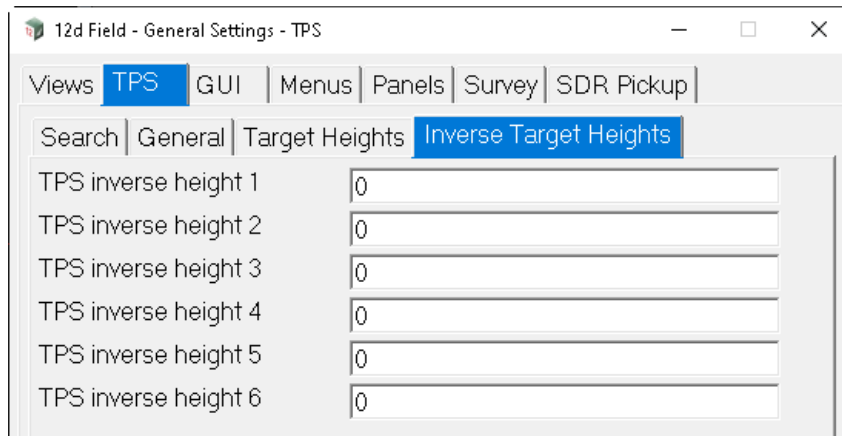 12d Field - General Settings - TPS
Views TPS GUI Menus Panels Survey SDR Pickup
Search General Target Heights Inverse Target Heights
TPS inverse height 1 0
TPS inverse height 2 0
TPS inverse height 3 0
TPS inverse height 4 0
TPS inverse height 5 0
TPS inverse height 6 0